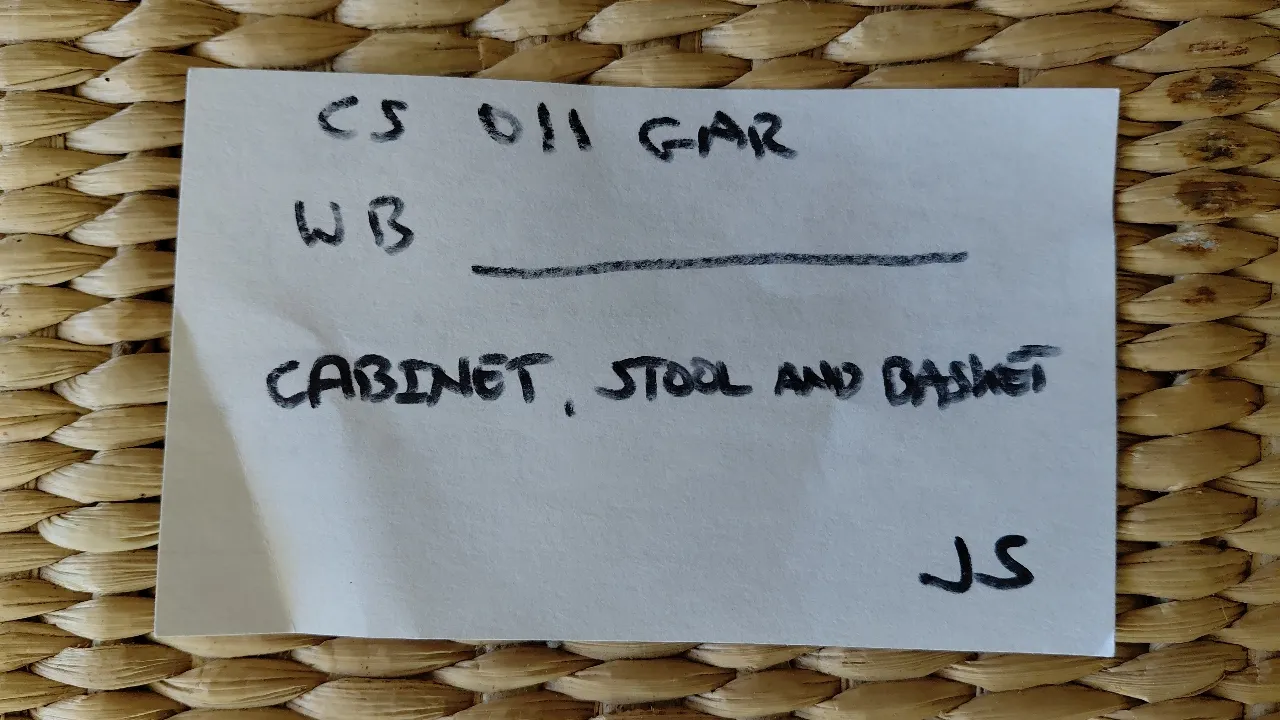 CS 011 GAR
WB
CABINET, STOOL AND BASKET
JS